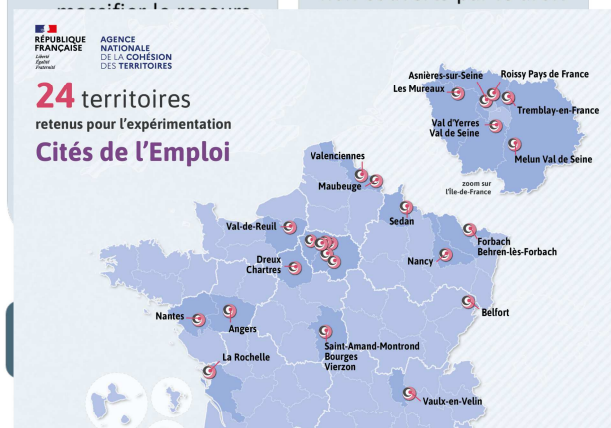 RÉPUBLIQUE
FRANÇAISE
Liberté
Égalité
Fraternité
AGENCE
NATIONALE
DE LA COHÉSION
DES TERRITOIRES
24 territoires
retenus pour l'expérimentation
Cités de l'Emploi
Asnières-sur-Seine
Roissy Pays de France
Les Mureaux
Tremblay-en-France
Val d'Yerres
Val de Seine
Melun Val de Seine
zoom sur
l'Île-de-France
Valenciennes
Maubeuge
Sedan
Val-de-Reuil
Forbach
Behren-lès-Forbach
Nancy
Dreux
Chartres
Belfort
Nantes
Angers
Saint-Amand-Montrond
Bourges
Vierzon
La Rochelle
Vaulx-en-Velin